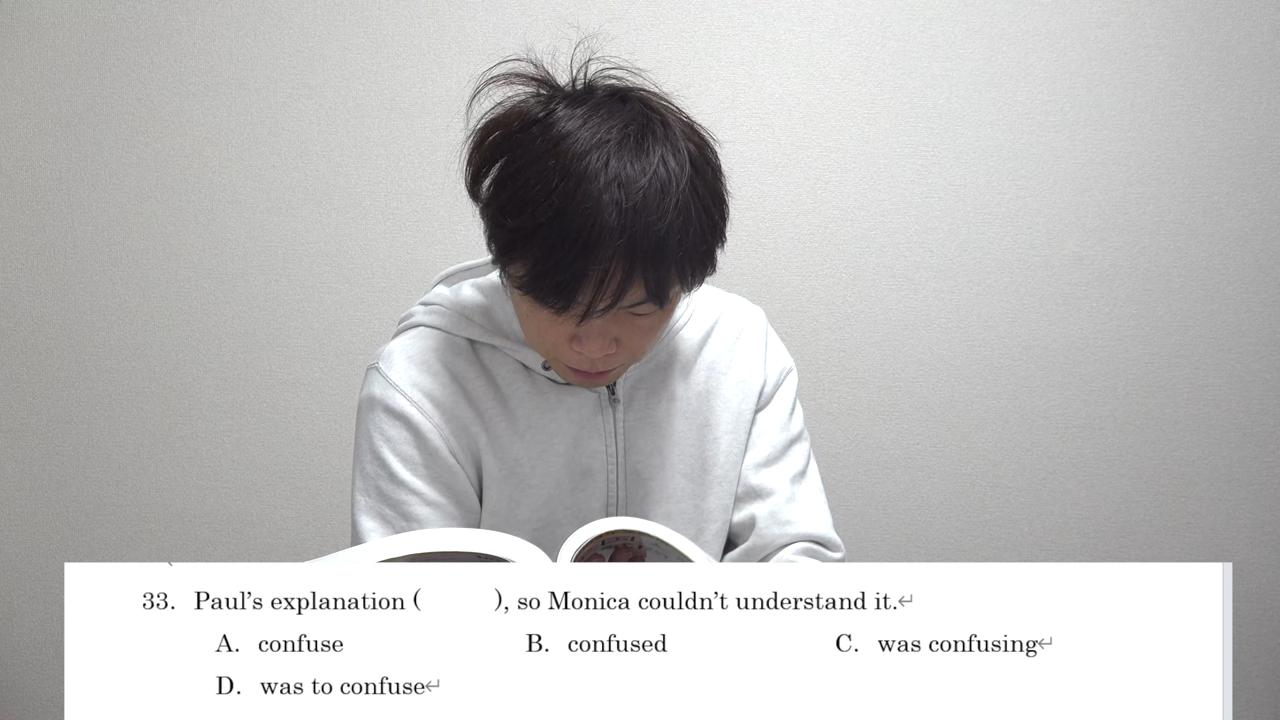 33. Paul's explanation (          ), so Monica couldn't understand it.↵
A. confuse B. confused C. was confusing↵
D. was to confuse↵